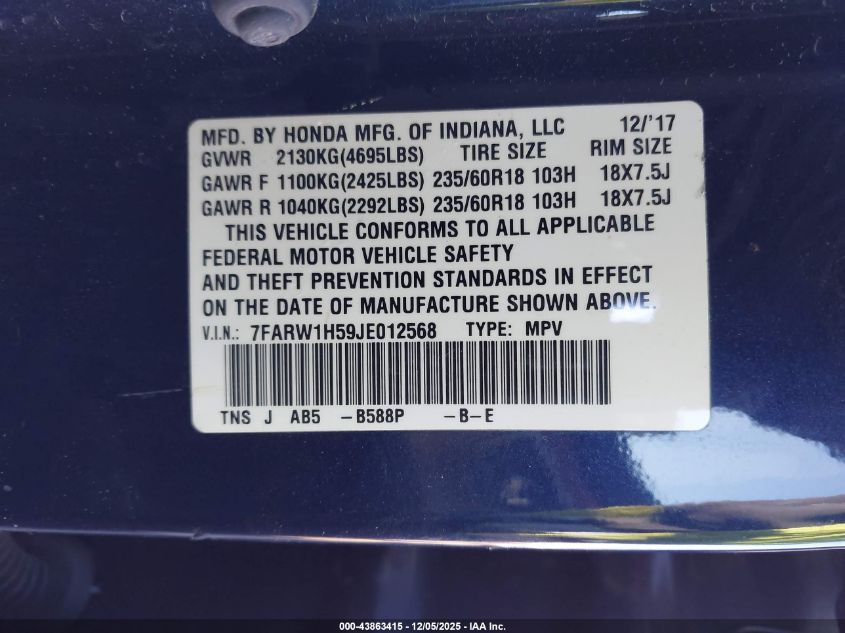 MFD. BY HONDA MFG. OF INDIANA, LLC 12/'17
GVWR 2130KG(4695LBS) TIRE SIZE RIM SIZE
GAWR F 1100KG(2425LBS) 235/60R18 103H 18X7.5J
GAWR R 1040KG(2292LBS) 235/60R18 103H 18X7.5J
THIS VEHICLE CONFORMS TO ALL APPLICABLE
FEDERAL MOTOR VEHICLE SAFETY
AND THEFT PREVENTION STANDARDS IN EFFECT
ON THE DATE OF MANUFACTURE SHOWN ABOVE.
V.I.N.: 7FARW1H59JE012568 TYPE: MPV
TNS J AB5 -B588P -B-E
000-43863415 - 12/05/2025 - IAA Inc.